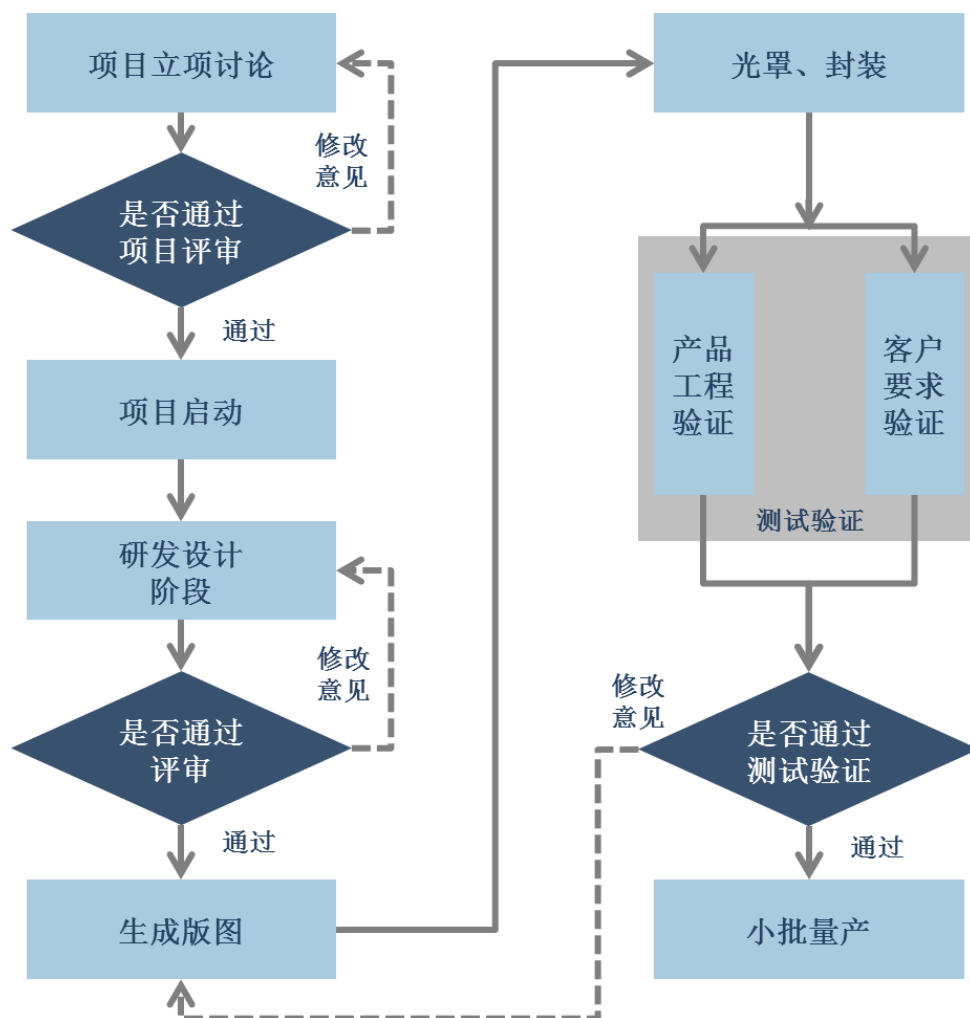 项目立项讨论
修改
意见
是否通过
项目评审
通过
项目启动
研发设计
阶段
修改
意见
是否通过
评审
通过
生成版图
光罩、封装
产品
工程
验证
客户
要求
验证
测试验证
修改
意见
是否通过
测试验证
通过
小批量产